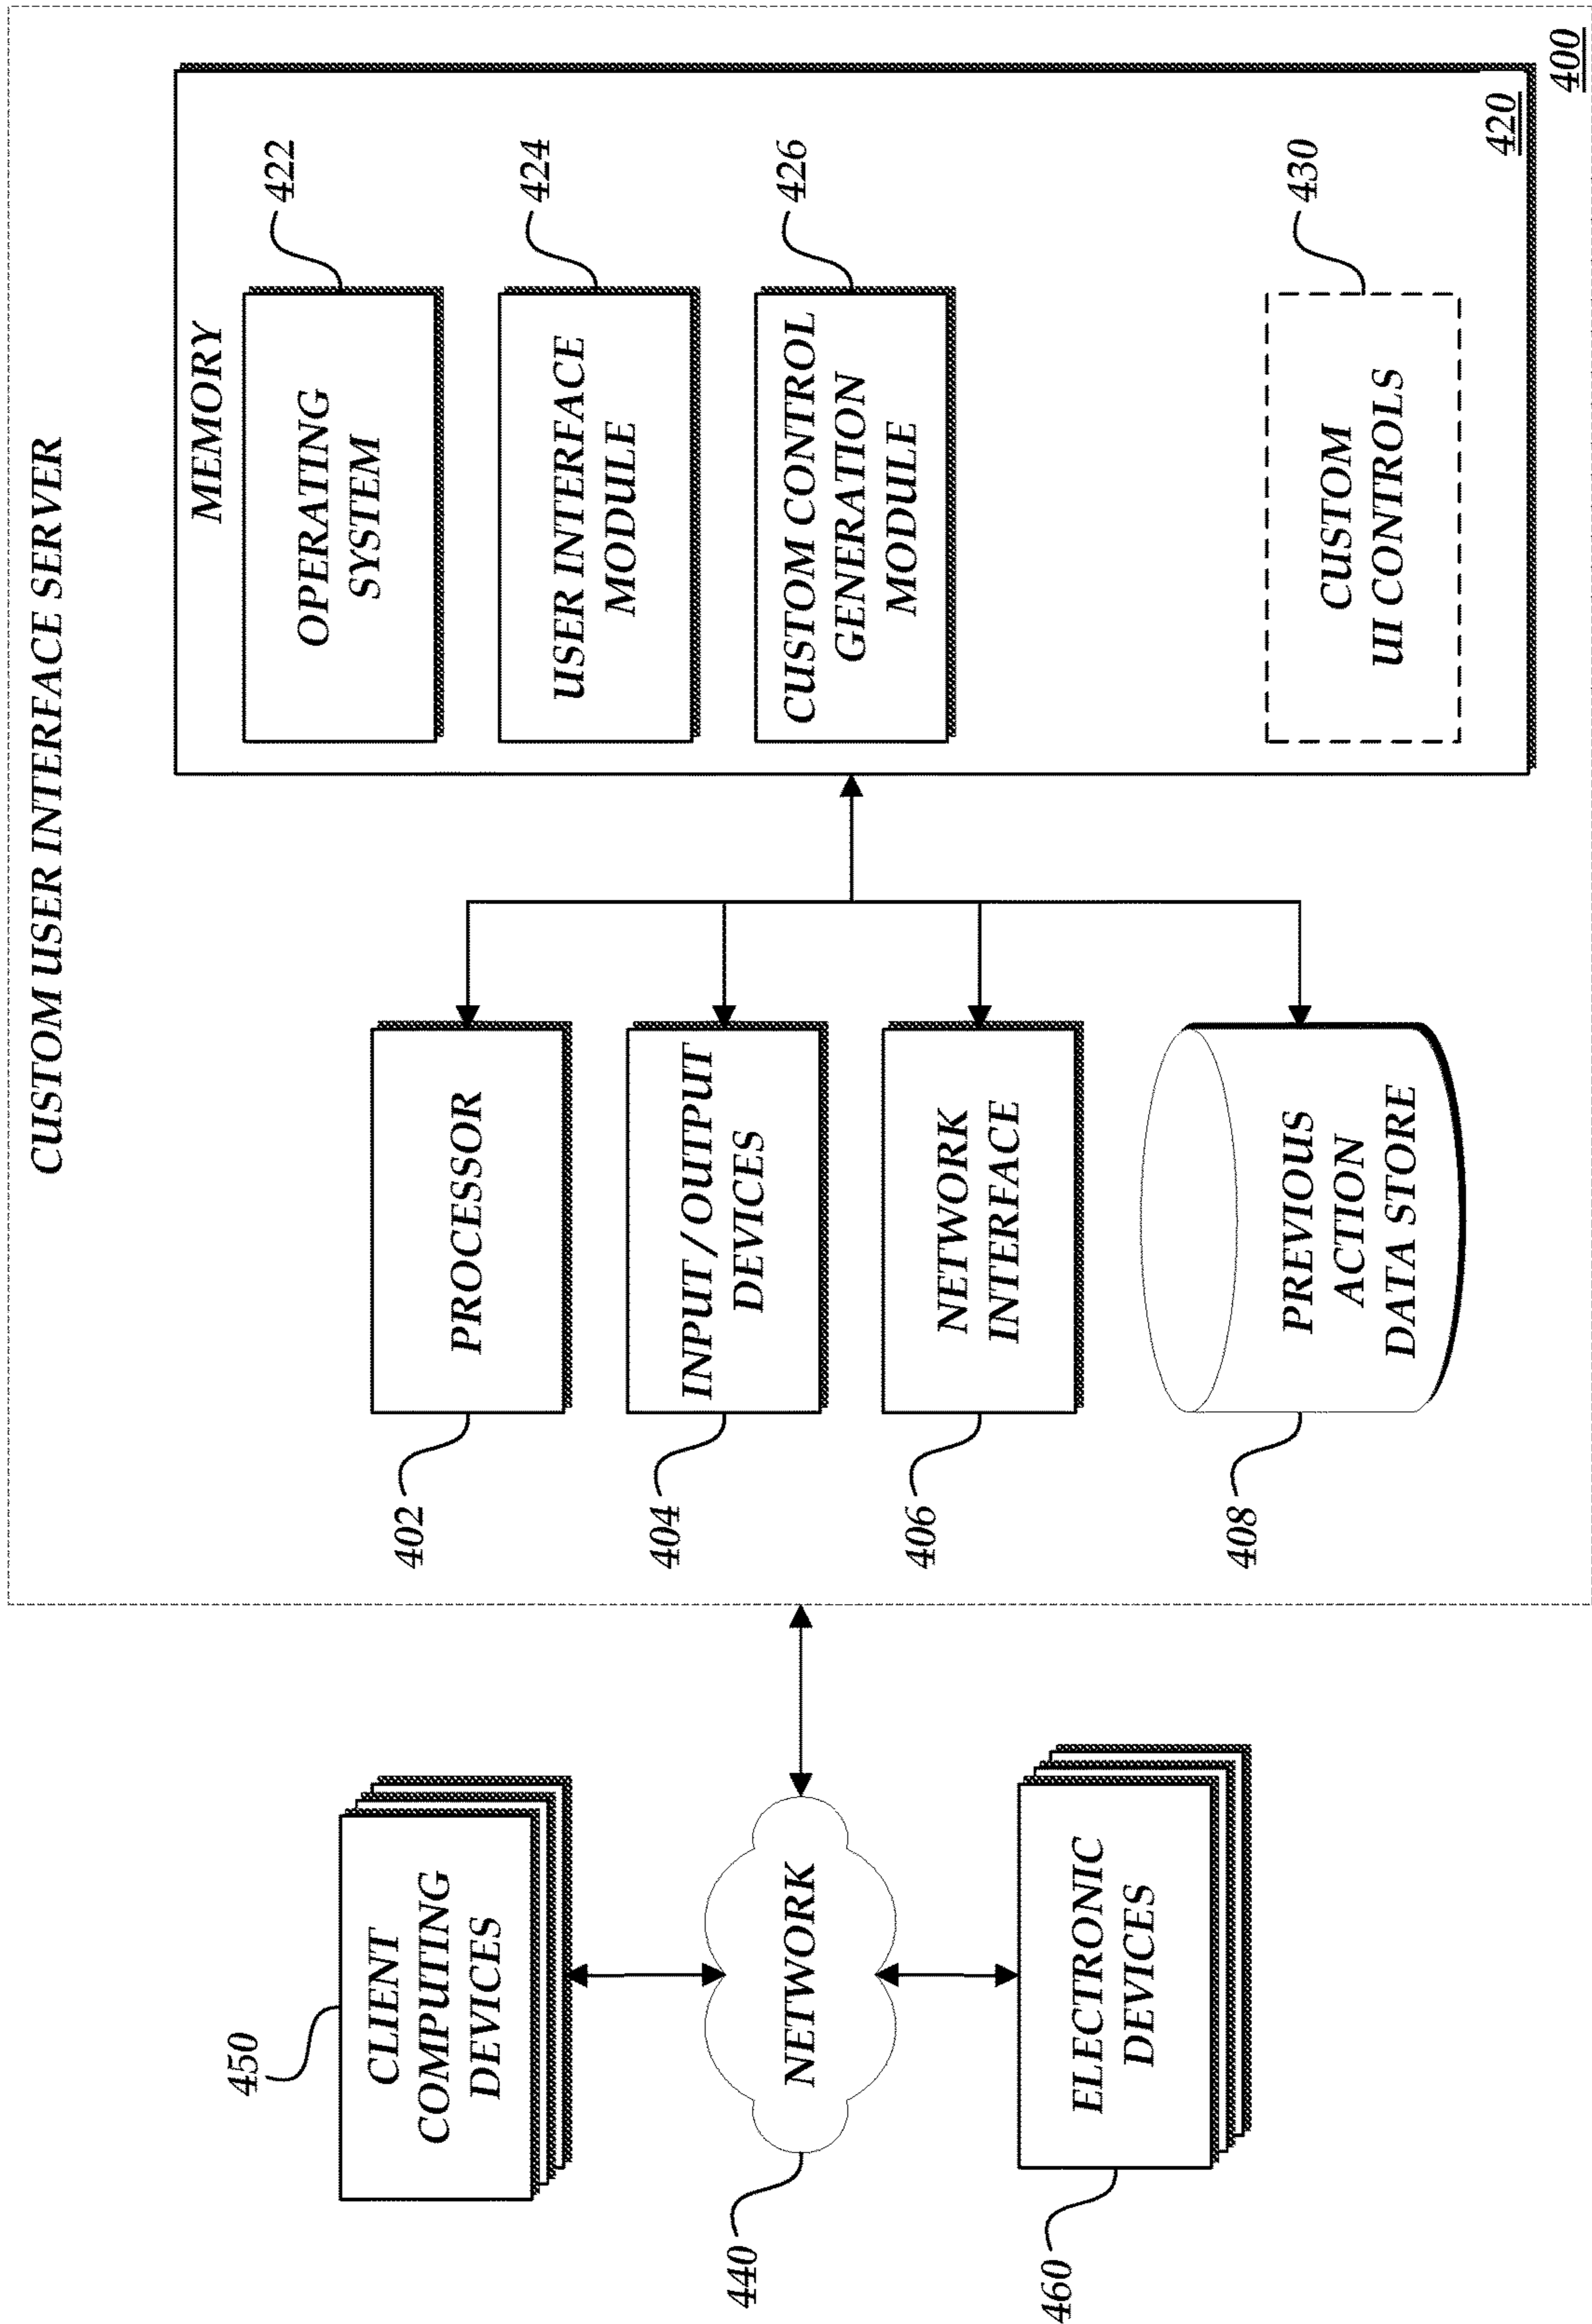 CUSTOM USER INTERFACE SERVER
450
CLIENT
COMPUTING
DEVICES
440
NETWORK
460
ELECTRONIC
DEVICES
402
PROCESSOR
404
INPUT / OUTPUT
DEVICES
406
NETWORK
INTERFACE
408
PREVIOUS
ACTION
DATA STORE
MEMORY
OPERATING
SYSTEM
422
USER INTERFACE
MODULE
424
CUSTOM CONTROL
GENERATION
MODULE
426
CUSTOM
UI CONTROLS
430
420
400